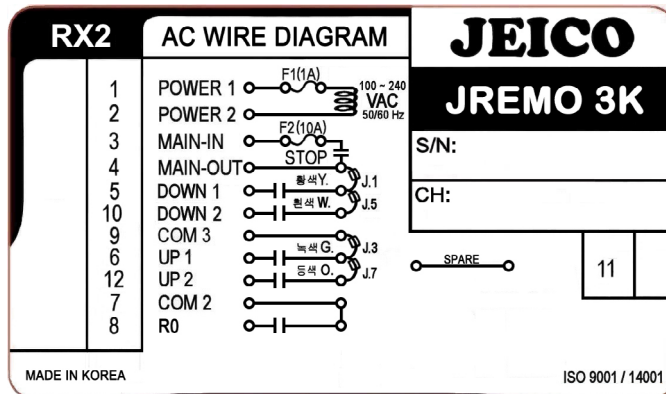 RX2
AC WIRE DIAGRAM
JEICO
JREMO 3K
S/N:
CH:
1 POWER 1 F1(1A) 100 ~ 240
VAC
50/60 Hz
2 POWER 2
3 MAIN-IN F2(10A)
STOP
4 MAIN-OUT
황색Y. J.1
5 DOWN 1
흰색 W. J.5
10 DOWN 2
9 COM 3
녹색 G. J.3
6 UP 1
등색 O. J.7
12 UP 2
7 COM 2
8 R0
SPARE
11
MADE IN KOREA
ISO 9001 / 14001